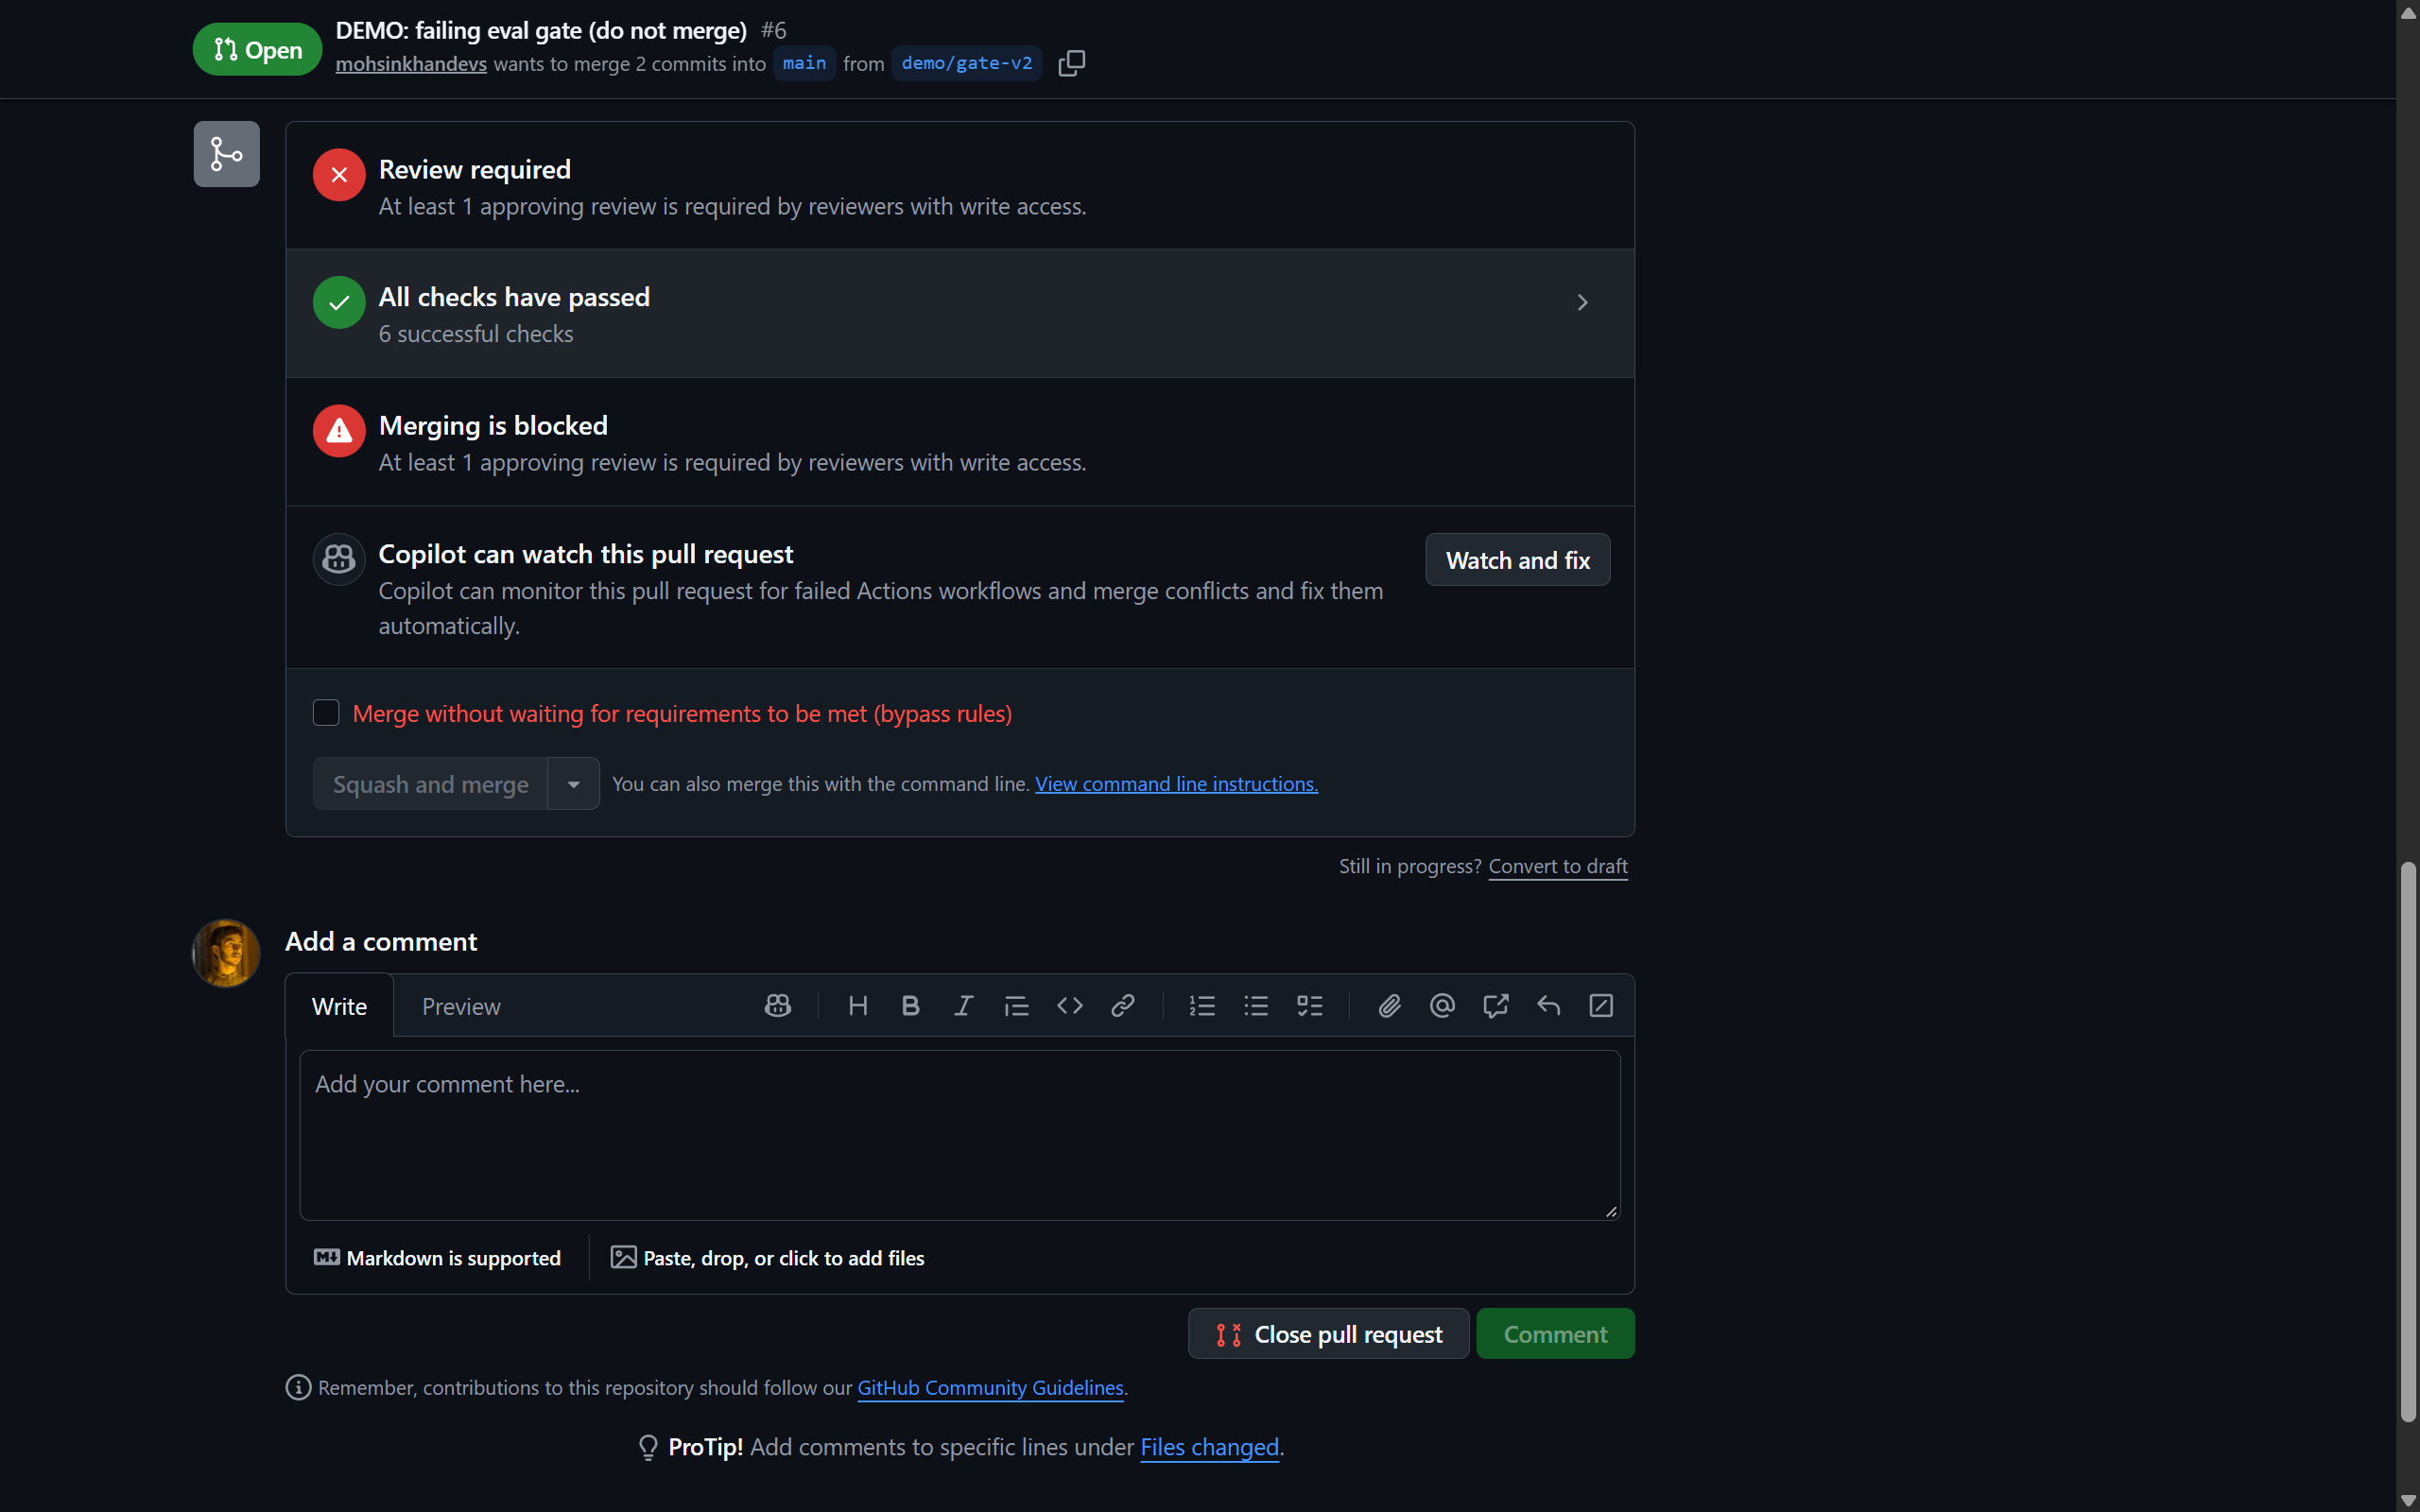 Open
DEMO: failing eval gate (do not merge) #6
mohsinkhandevs wants to merge 2 commits into main from demo/gate-v2
Review required
At least 1 approving review is required by reviewers with write access.
All checks have passed
6 successful checks
Merging is blocked
At least 1 approving review is required by reviewers with write access.
Copilot can watch this pull request
Copilot can monitor this pull request for failed Actions workflows and merge conflicts and fix them
automatically.
Watch and fix
Merge without waiting for requirements to be met (bypass rules)
Squash and merge
You can also merge this with the command line. View command line instructions.
Still in progress? Convert to draft
Add a comment
Write
Preview
Add your comment here...
Markdown is supported
Paste, drop, or click to add files
Close pull request
Comment
Remember, contributions to this repository should follow our GitHub Community Guidelines.
ProTip! Add comments to specific lines under Files changed.